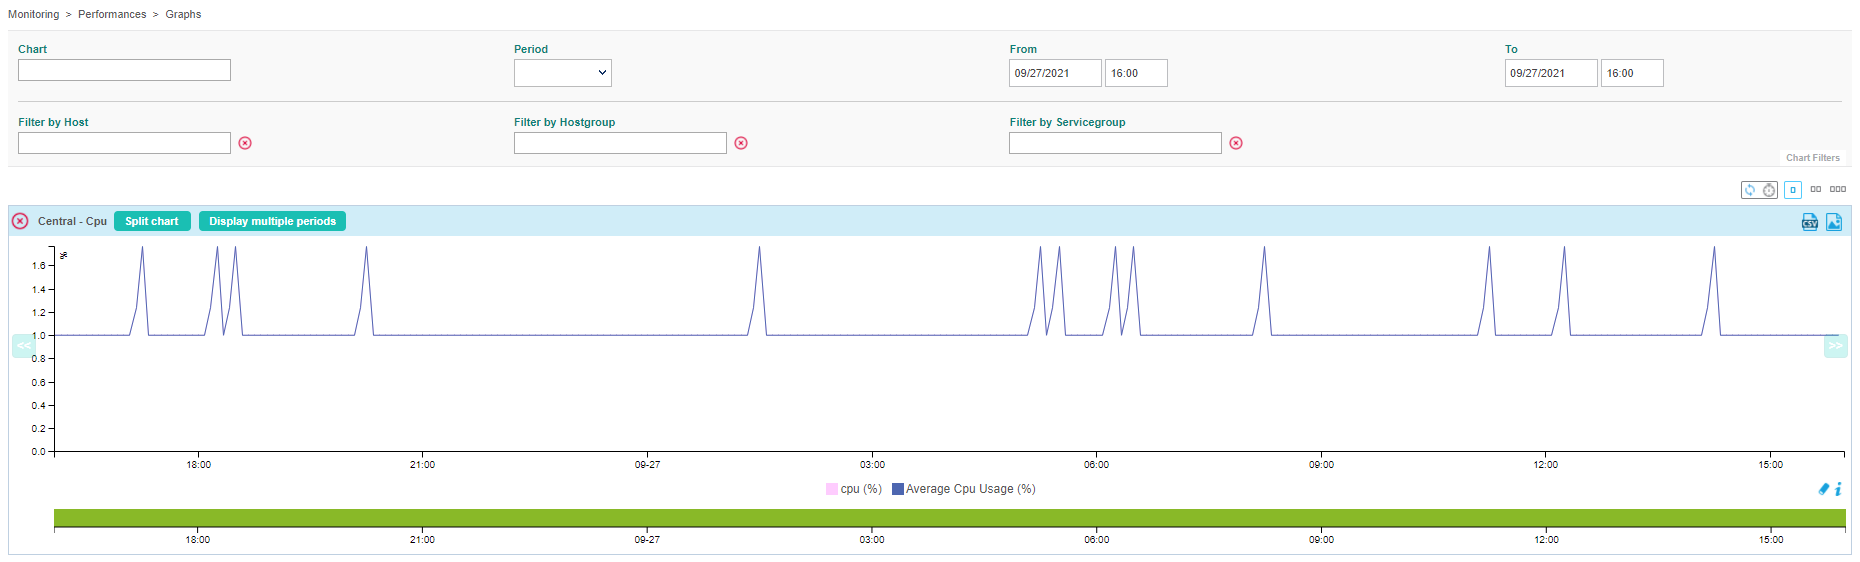 Monitoring > Performances > Graphs
Chart Period From To
09/27/2021 16:00 09/27/2021 16:00
Filter by Host Filter by Hostgroup Filter by Servicegroup
Chart Filters
Central - Cpu Split chart Display multiple periods CSV
%
1.6
1.4
1.2
1.0
<< >>
0.8
0.6
0.4
0.2
0.0
18:00 21:00 09-27 03:00 06:00 09:00 12:00 15:00
cpu (%) Average Cpu Usage (%) i
18:00 21:00 09-27 03:00 06:00 09:00 12:00 15:00